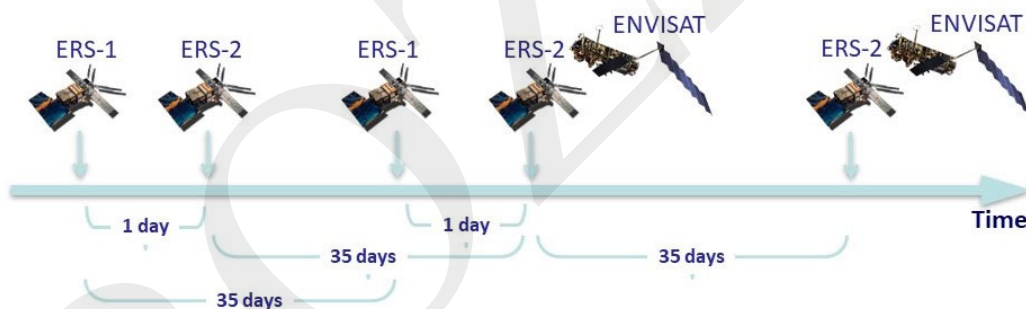 ENVISAT
ENVISAT
ERS-1
ERS-2
ERS-1
ERS-2
ERS-2
Time
1 day
1 day
35 days
35 days
35 days